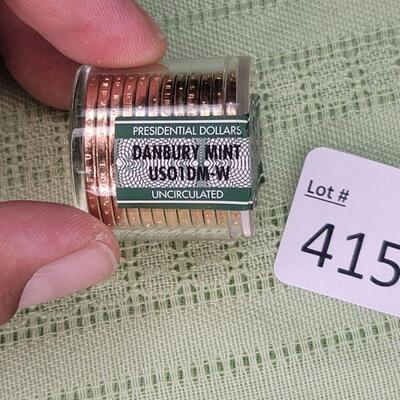 PRESIDENTIAL DOLLARS
DANBURY MINT
US01DM-W
UNCIRCULATED
Lot #
415